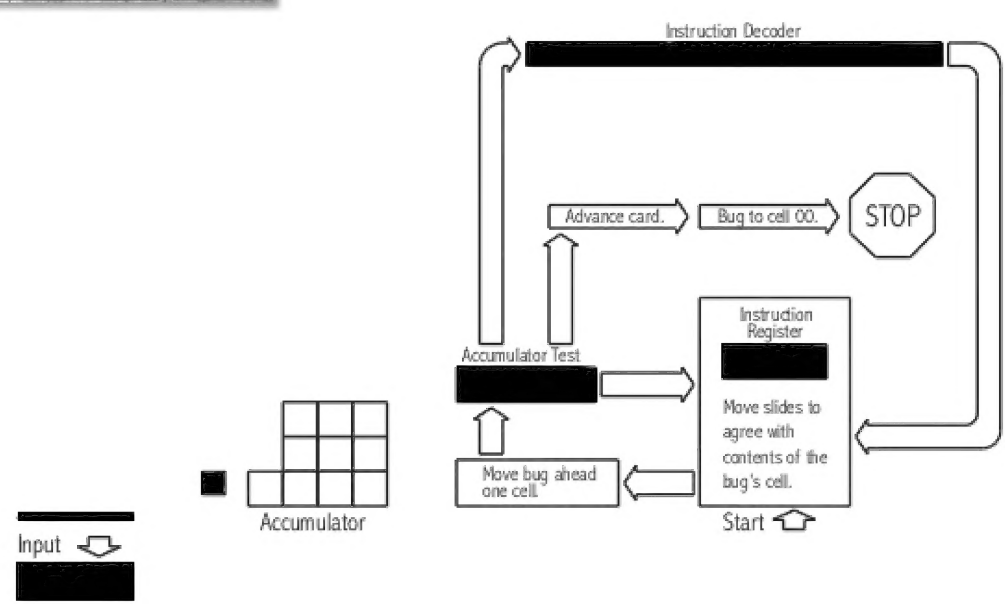 Instruction Decoder
Advance card.
Bug to cell 00.
STOP
Instruction
Register
Accumulator Test
Move slides to
agree with
contents of the
bug's cell.
Move bug ahead
one cell.
Accumulator
Start
Input